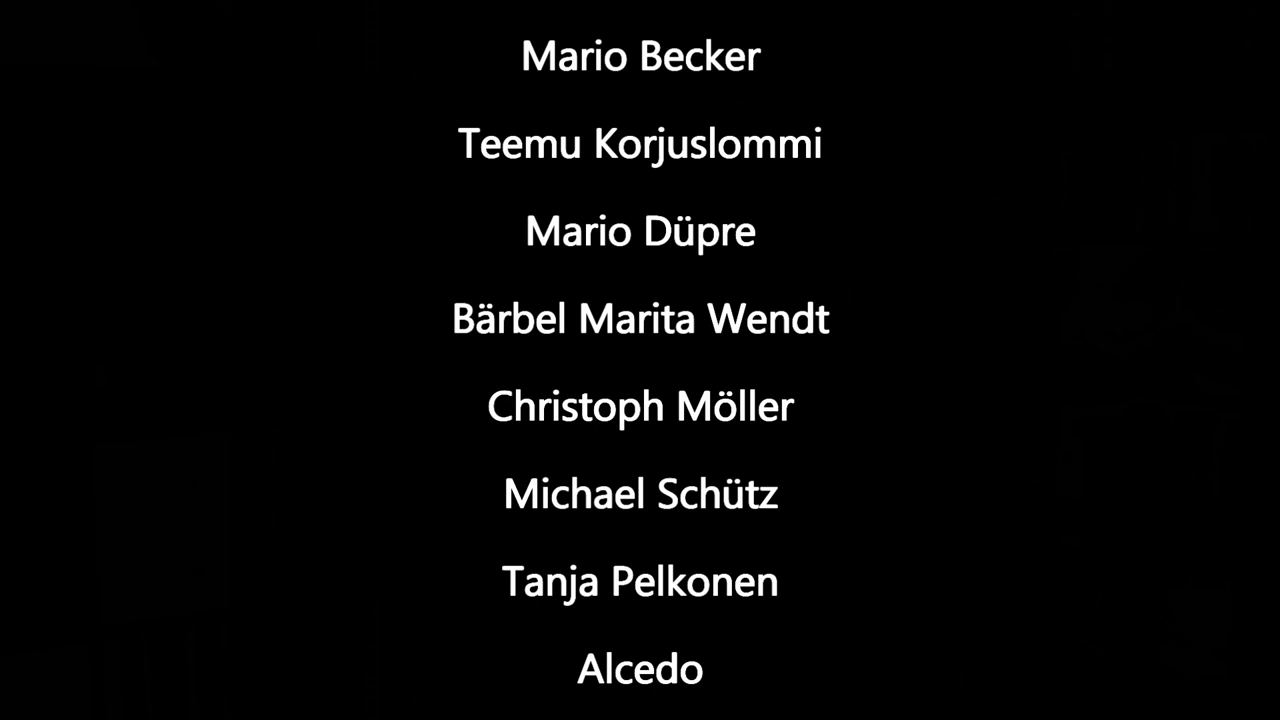 Mario Becker
Teemu Korjuslommi
Mario Düpre
Bärbel Marita Wendt
Christoph Möller
Michael Schütz
Tanja Pelkonen
Alcedo